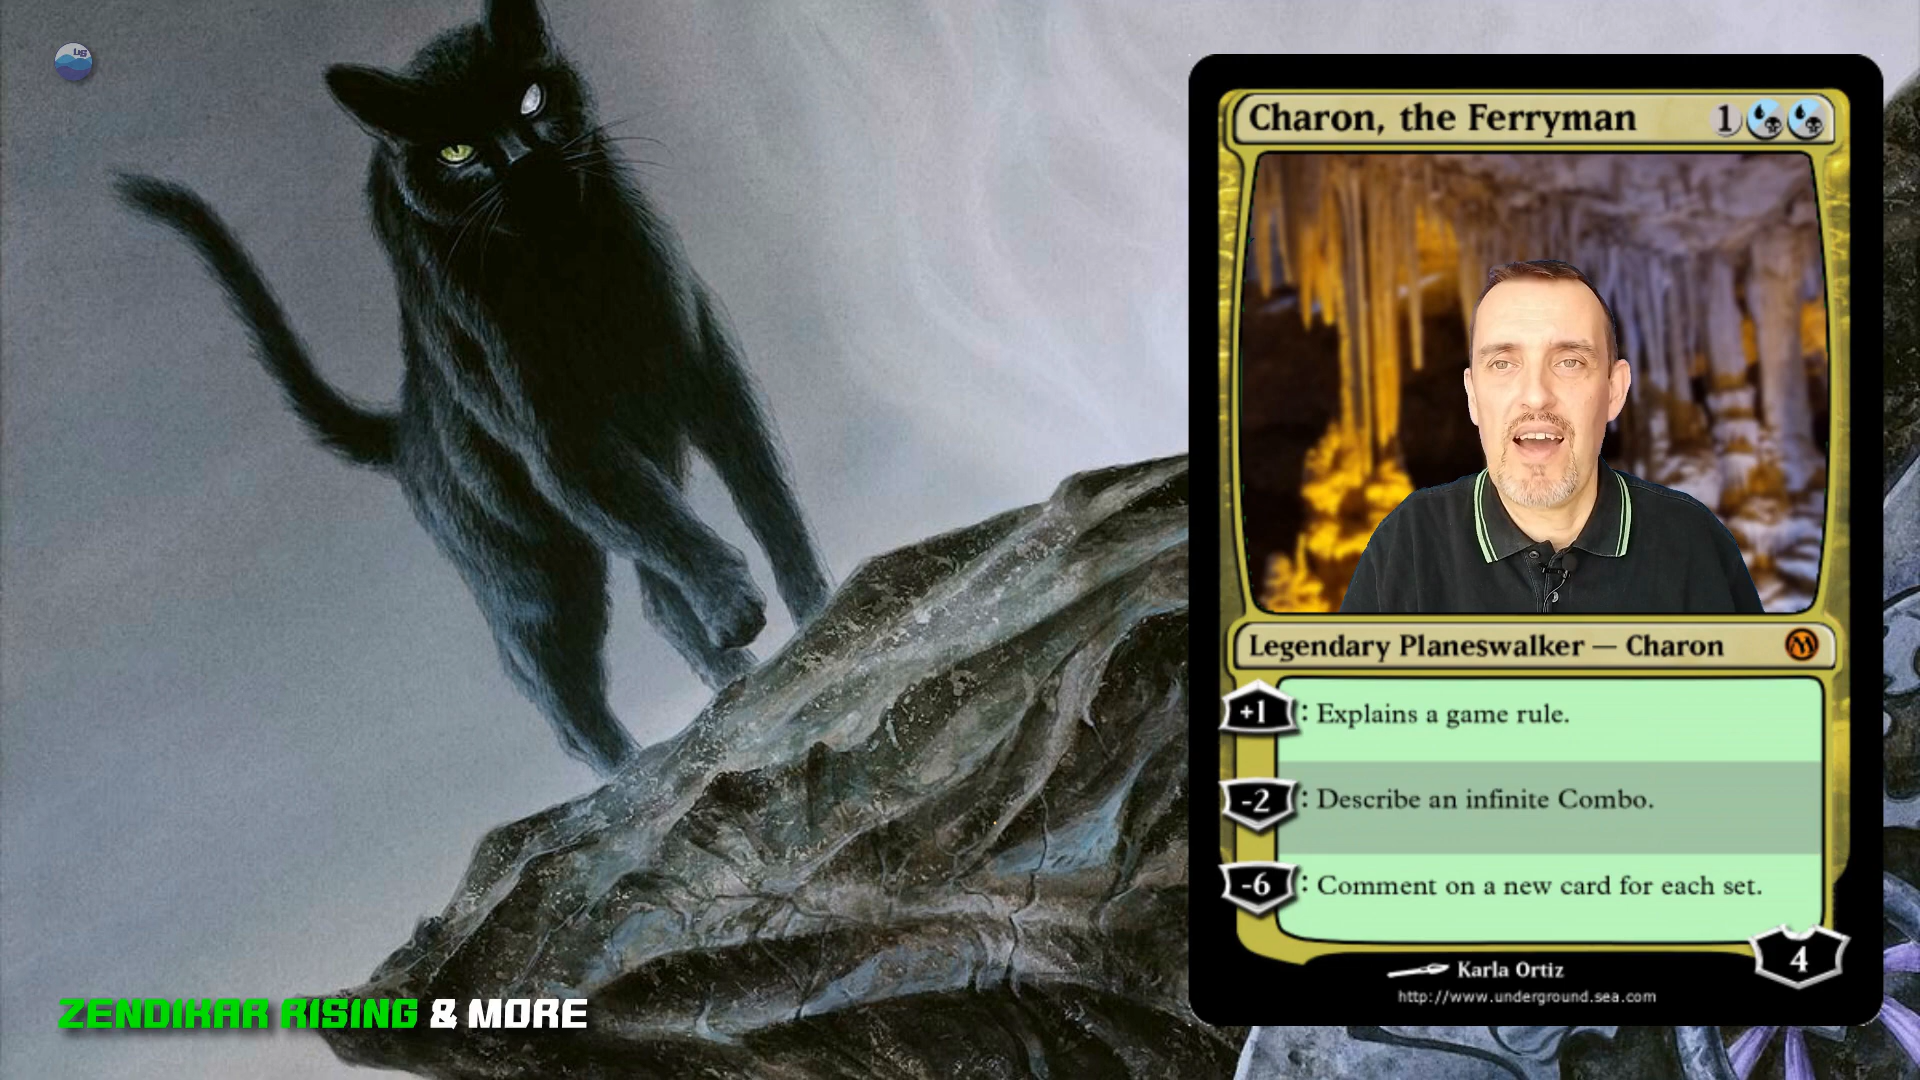 US
Charon, the Ferryman 1
Legendary Planeswalker — Charon
+1 : Explains a game rule.
-2 : Describe an infinite Combo.
-6 : Comment on a new card for each set.
4
Karla Ortiz
http://www.underground.sea.com
ZENDIKAR RISING & MORE